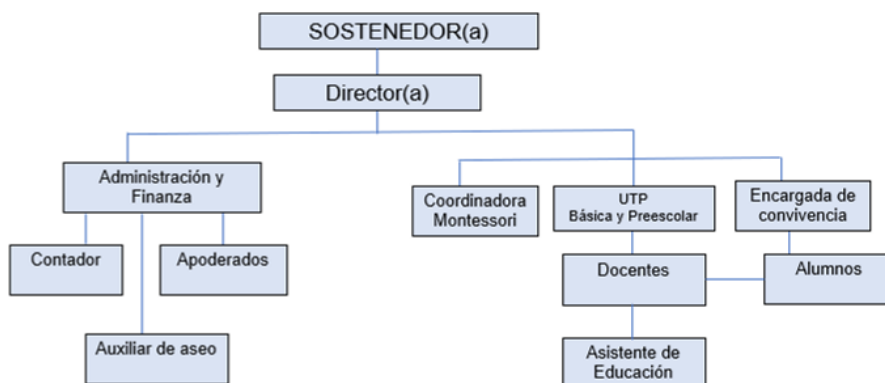 SOSTENEDOR(a)
Director(a)
Administración y
Finanza
Coordinadora
Montessori
UTP
Básica y Preescolar
Encargada de
convivencia
Contador
Apoderados
Docentes
Alumnos
Auxiliar de aseo
Asistente de
Educación